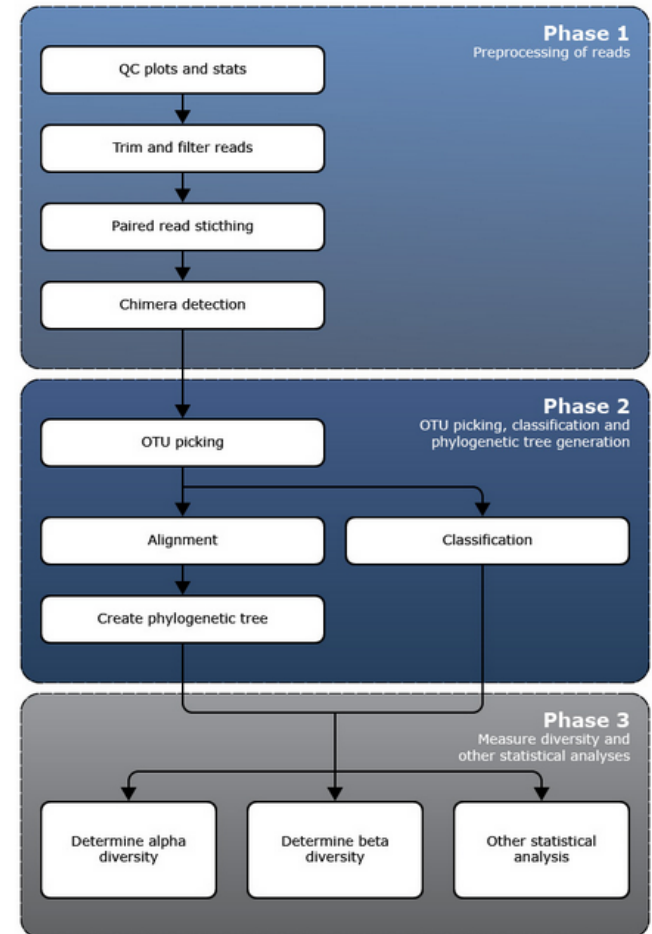 Phase 1
Preprocessing of reads
QC plots and stats
Trim and filter reads
Paired read sticthing
Chimera detection
Phase 2
OTU picking, classification and
phylogenetic tree generation
OTU picking
Alignment
Classification
Create phylogenetic tree
Phase 3
Measure diversity and
other statistical analyses
Determine alpha
diversity
Determine beta
diversity
Other statistical
analysis